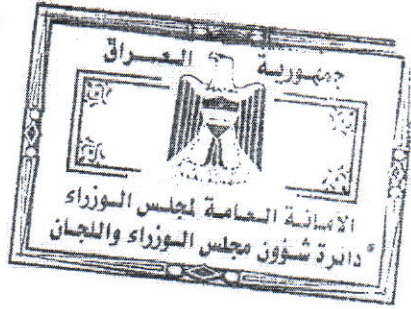 جمهورية العراق
الامانة العامة لمجلس الوزراء
دائرة شؤون مجلس الوزراء واللجان